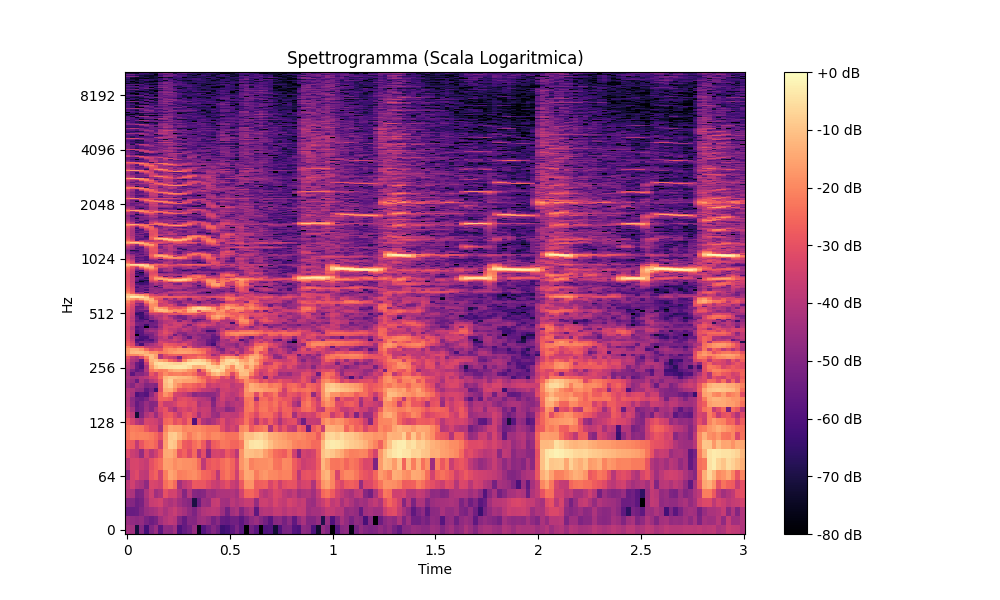 Spettrogramma (Scala Logaritmica)
Hz
8192
4096
2048
1024
512
256
128
64
0
0 0.5 1 1.5 2 2.5 3
Time
+0 dB
-10 dB
-20 dB
-30 dB
-40 dB
-50 dB
-60 dB
-70 dB
-80 dB